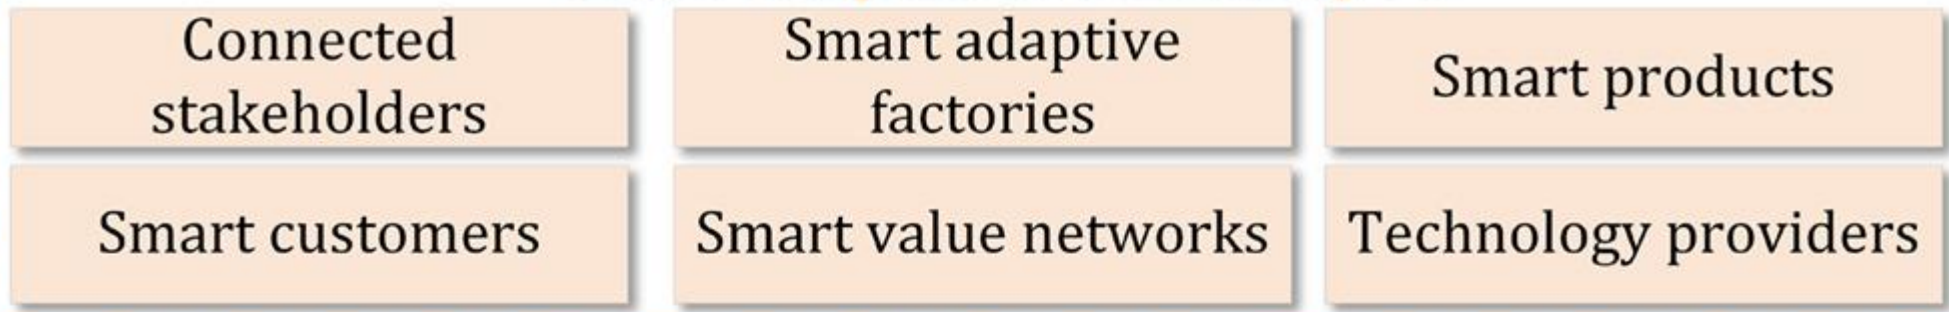 Connected
stakeholders
Smart adaptive
factories
Smart products
Smart customers
Smart value networks
Technology providers